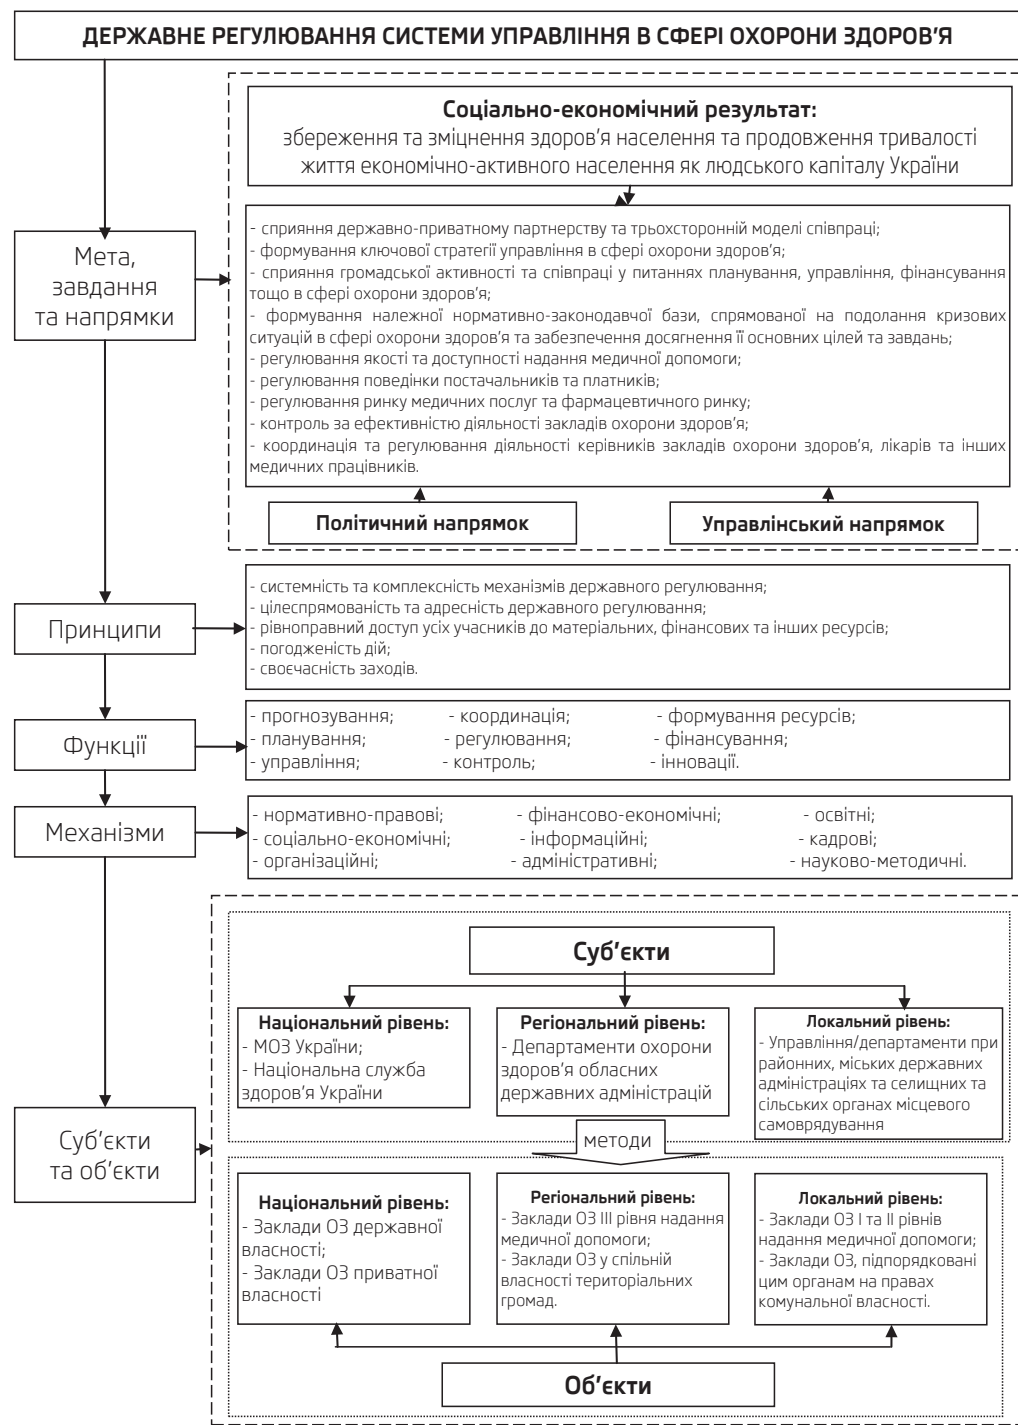 ДЕРЖАВНЕ РЕГУЛЮВАННЯ СИСТЕМИ УПРАВЛІННЯ В СФЕРІ ОХОРОНИ ЗДОРОВ'Я
Соціально-економічний результат:
збереження та зміцнення здоров'я населення та продовження тривалості
життя економічно-активного населення як людського капіталу України
Мета,
завдання
та напрямки
- сприяння державно-приватному партнерству та трьохсторонній моделі співпраці;
- формування ключової стратегії управління в сфері охорони здоров'я;
- сприяння громадської активності та співпраці у питаннях планування, управління, фінансування
тощо в сфері охорони здоров'я;
- формування належної нормативно-законодавчої бази, спрямованої на подолання кризових
ситуацій в сфері охорони здоров'я та забезпечення досягнення її основних цілей та завдань;
- регулювання якості та доступності надання медичної допомоги;
- регулювання поведінки постачальників та платників;
- регулювання ринку медичних послуг та фармацевтичного ринку;
- контроль за ефективністю діяльності закладів охорони здоров'я;
- координація та регулювання діяльності керівників закладів охорони здоров'я, лікарів та інших
медичних працівників.
Політичний напрямок
Управлінський напрямок
Принципи
- системність та комплексність механізмів державного регулювання;
- цілеспрямованість та адресність державного регулювання;
- рівноправний доступ усіх учасників до матеріальних, фінансових та інших ресурсів;
- погодженість дій;
- своєчасність заходів.
Функції
- прогнозування; - координація; - формування ресурсів;
- планування; - регулювання; - фінансування;
- управління; - контроль; - інновації.
Механізми
- нормативно-правові; - фінансово-економічні; - освітні;
- соціально-економічні; - інформаційні; - кадрові;
- організаційні; - адміністративні; - науково-методичні.
Суб'єкти
та об'єкти
Суб'єкти
Національний рівень:
- МОЗ України;
- Національна служба
здоров'я України
Регіональний рівень:
- Департаменти охорони
здоров'я обласних
державних адміністрацій
Локальний рівень:
- Управління/департаменти при
районних, міських державних
адміністраціях та селищних та
сільських органах місцевого
самоврядування
методи
Національний рівень:
- Заклади ОЗ державної
власності;
- Заклади ОЗ приватної
власності
Регіональний рівень:
- Заклади ОЗ ІІІ рівня надання
медичної допомоги;
- Заклади ОЗ у спільній
власності територіальних
громад.
Локальний рівень:
- Заклади ОЗ І та ІІ рівнів
надання медичної допомоги;
- Заклади ОЗ, підпорядковані
цим органам на правах
комунальної власності.
Об'єкти